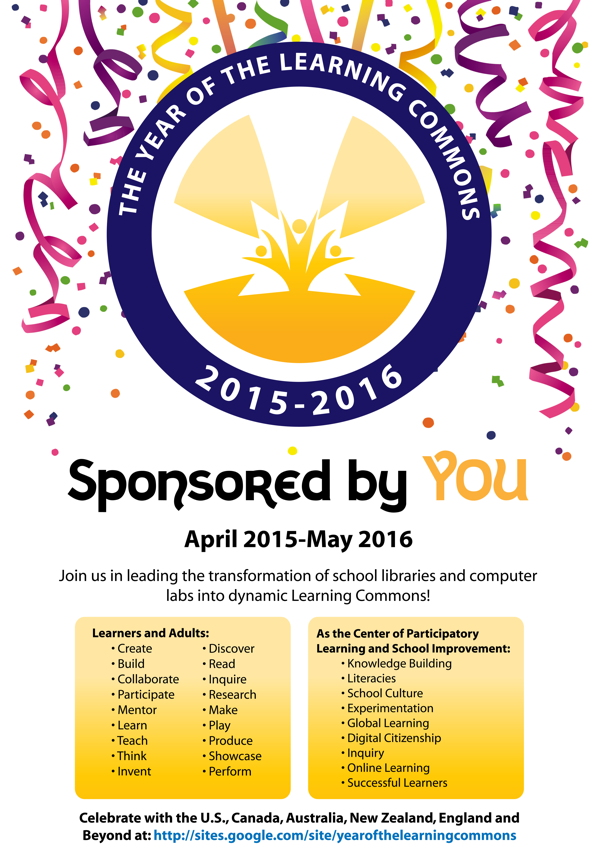 THE YEAR OF THE LEARNING COMMONS
2015-2016
Sponsored by YOU
April 2015-May 2016
Join us in leading the transformation of school libraries and computer
labs into dynamic Learning Commons!
Learners and Adults:
• Create
• Build
• Collaborate
• Participate
• Mentor
• Learn
• Teach
• Think
• Invent
• Discover
• Read
• Inquire
• Research
• Make
• Play
• Produce
• Showcase
• Perform
As the Center of Participatory
Learning and School Improvement:
• Knowledge Building
• Literacies
• School Culture
• Experimentation
• Global Learning
• Digital Citizenship
• Inquiry
• Online Learning
• Successful Learners
Celebrate with the U.S., Canada, Australia, New Zealand, England and
Beyond at: http://sites.google.com/site/yearofthelearningcommons